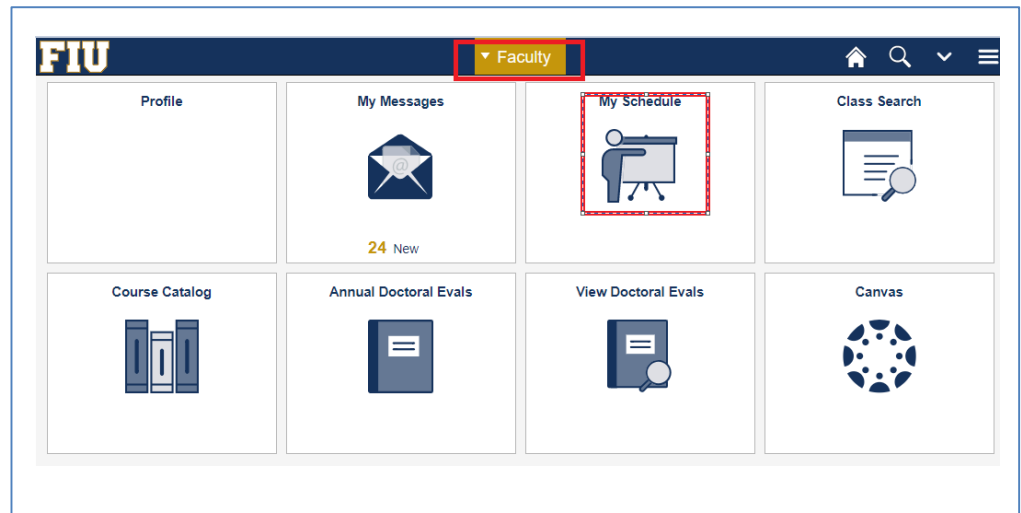 FIU
Faculty
Profile
My Messages
My Schedule
Class Search
@
24 New
Course Catalog
Annual Doctoral Evals
View Doctoral Evals
Canvas